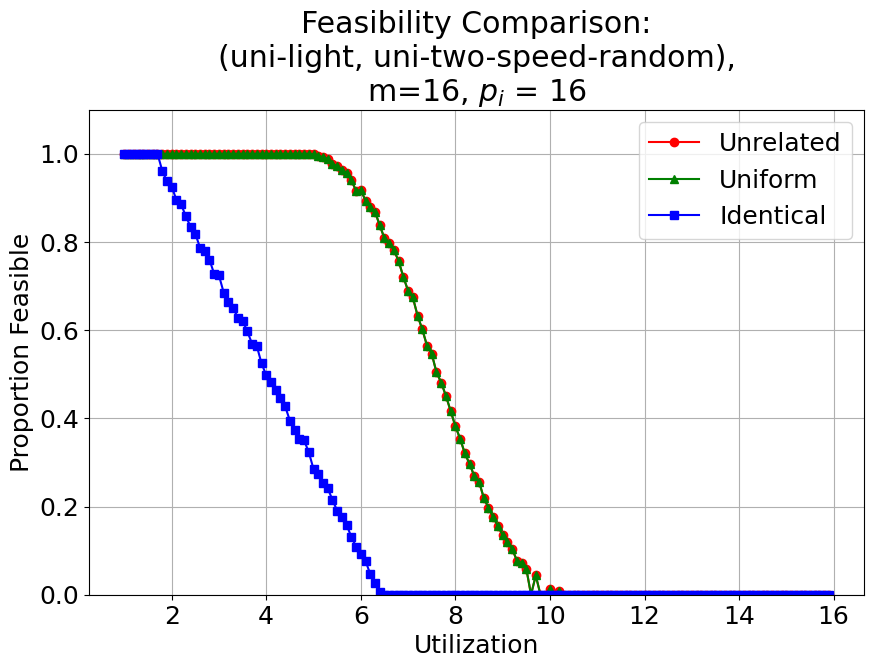 Feasibility Comparison:
(uni-light, uni-two-speed-random),
m=16, pᵢ = 16
Unrelated
Uniform
Identical
Proportion Feasible
1.0
0.8
0.6
0.4
0.2
0.0
2 4 6 8 10 12 14 16
Utilization